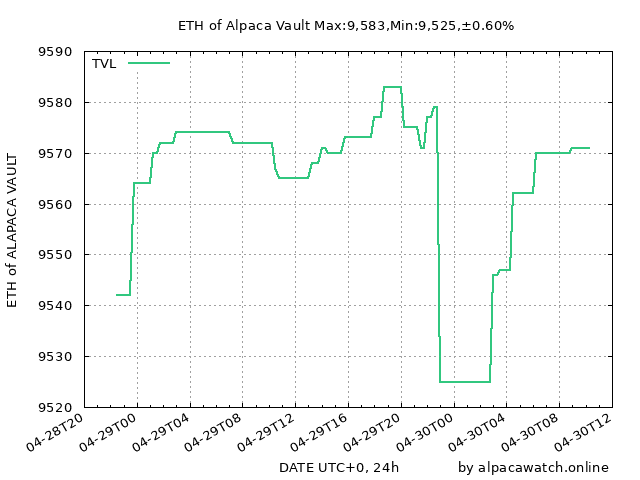 ETH of Alpaca Vault Max:9,583,Min:9,525,±0.60%
TVL
9590
9580
9570
9560
9550
9540
9530
9520
ETH of ALAPACA VAULT
04-28T20
04-29T00
04-29T04
04-29T08
04-29T12
04-29T16
04-29T20
04-30T00
04-30T04
04-30T08
04-30T12
DATE UTC+0, 24h
by alpacawatch.online